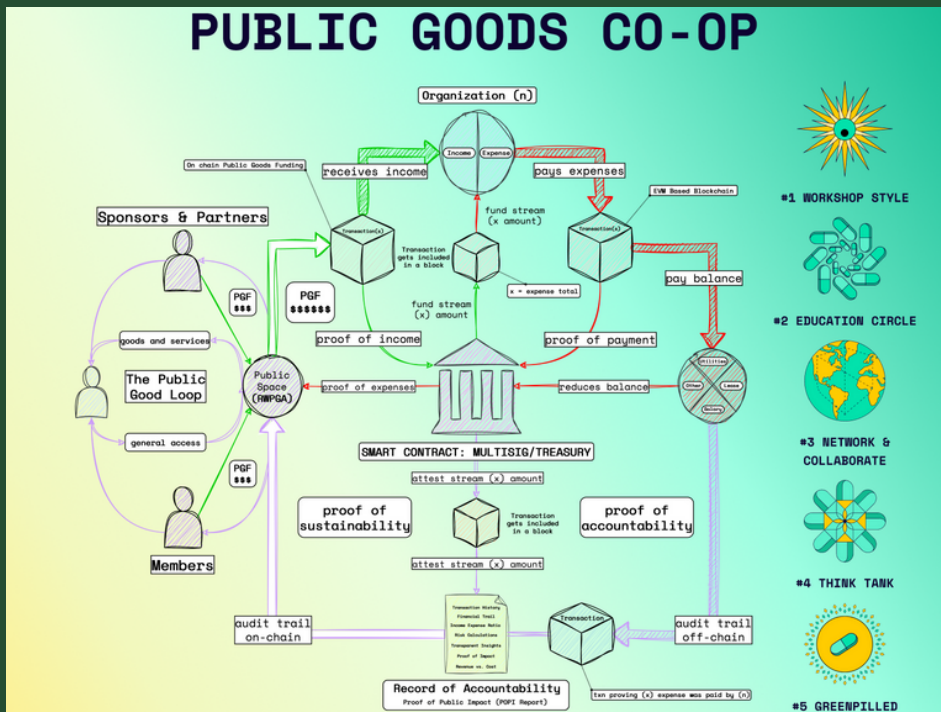 PUBLIC GOODS CO-OP
Organization (n)
Income
Expense
On chain Public Goods Funding
receives income
pays expenses
EVM Based Blockchain
#1 WORKSHOP STYLE
Sponsors & Partners
fund stream
(x amount)
Transaction(s)
Transaction
gets included
in a block
Transaction(s)
pay balance
x = expense total
PGF
$$$
PGF
$$$$$$
fund stream
(x) amount
#2 EDUCATION CIRCLE
goods and services
proof of income
proof of payment
Utilities
Other
Lease
Salary
The Public
Good Loop
Public
Space
(RWPGA)
proof of expenses
reduces balance
general access
#3 NETWORK &
COLLABORATE
SMART CONTRACT: MULTISIG/TREASURY
PGF
$$$
attest stream (x) amount
proof of
sustainability
proof of
accountability
Transaction
gets included
in a block
Members
attest stream (x) amount
#4 THINK TANK
Transaction History
Financial Trail
Income Expense Ratio
Risk Calculations
Transparent Insights
Proof of Impact
Revenue vs. Cost
audit trail
on-chain
Transaction
audit trail
off-chain
Record of Accountability
Proof of Public Impact (POPI Report)
txn proving (x) expense was paid by (n)
#5 GREENPILLED